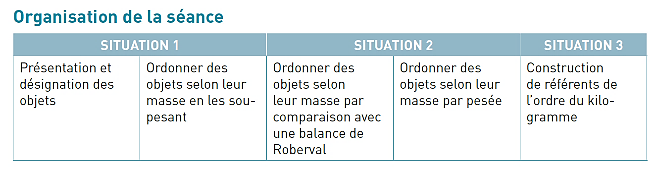 Organisation de la séance
SITUATION 1
SITUATION 2
SITUATION 3
Présentation et
désignation des
objets
Ordonner des
objets selon leur
masse en les sou-
pesant
Ordonner des
objets selon
leur masse par
comparaison avec
une balance de
Roberval
Ordonner des
objets selon leur
masse par pesée
Construction
de référents de
l'ordre du kilo-
gramme